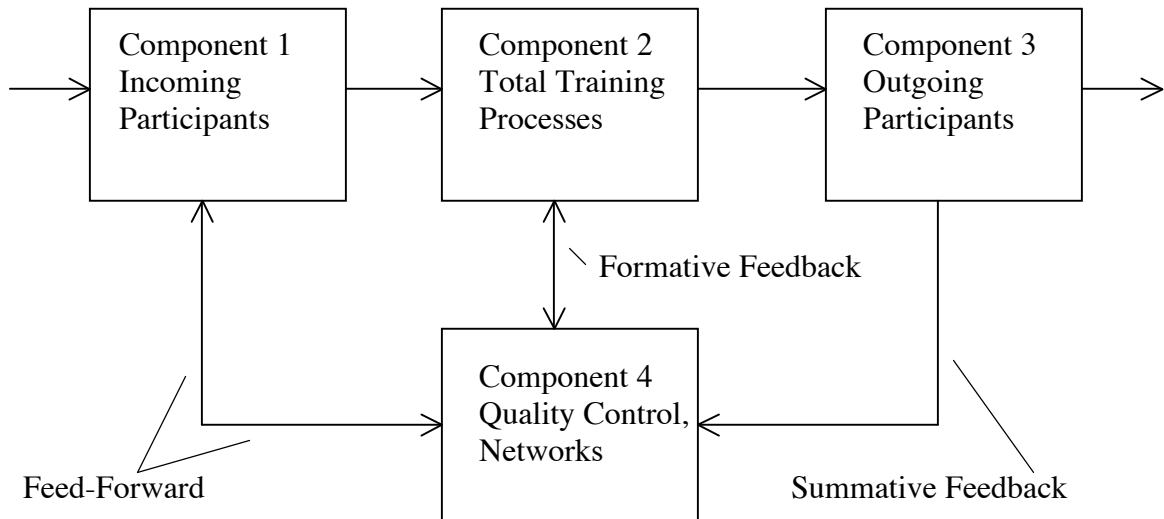 Component 1
Incoming
Participants
Component 2
Total Training
Processes
Component 3
Outgoing
Participants
Formative Feedback
Component 4
Quality Control,
Networks
Feed-Forward
Summative Feedback